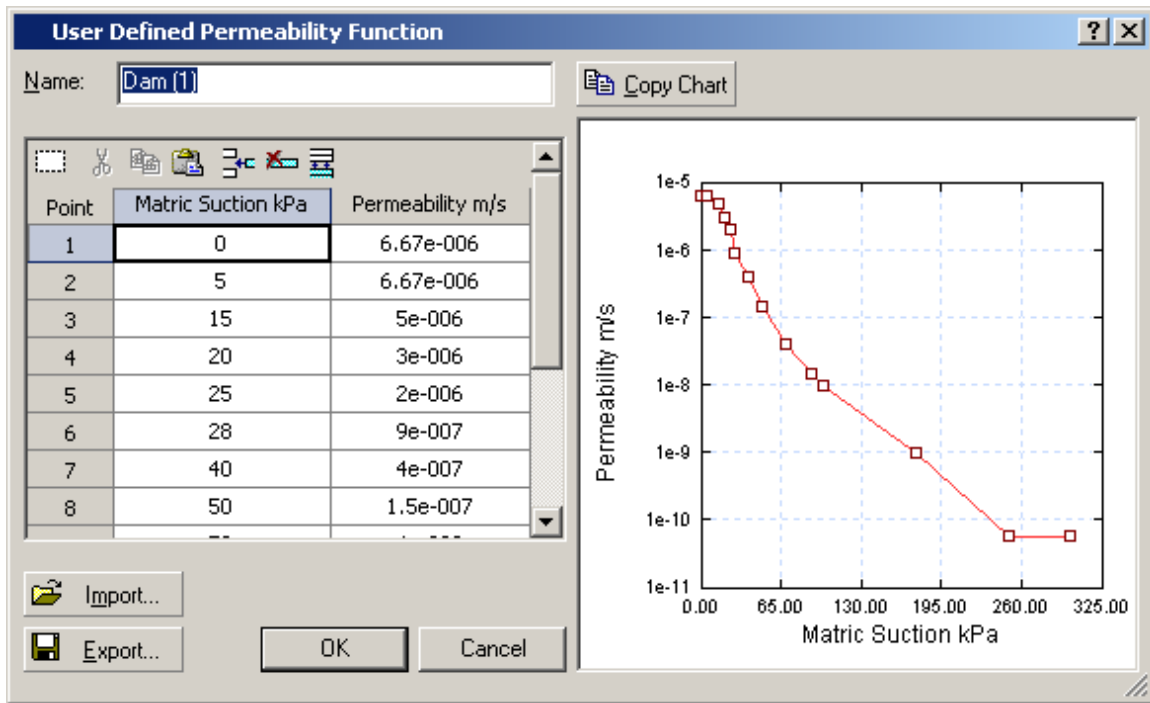 User Defined Permeability Function
Name: Dam (1)
Copy Chart
Point Matric Suction kPa Permeability m/s
1 0 6.67e-006
2 5 6.67e-006
3 15 5e-006
4 20 3e-006
5 25 2e-006
6 28 9e-007
7 40 4e-007
8 50 1.5e-007
Import...
Export...
OK
Cancel
Permeability m/s
1e-5
1e-6
1e-7
1e-8
1e-9
1e-10
1e-11
0.00 65.00 130.00 195.00 260.00 325.00
Matric Suction kPa